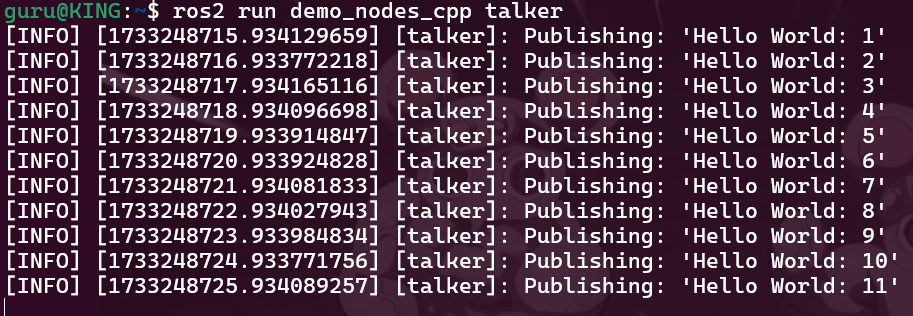 guru@KING:~$ ros2 run demo_nodes_cpp talker
[INFO] [1733248715.934129659] [talker]: Publishing: 'Hello World: 1'
[INFO] [1733248716.933772218] [talker]: Publishing: 'Hello World: 2'
[INFO] [1733248717.934165116] [talker]: Publishing: 'Hello World: 3'
[INFO] [1733248718.934096698] [talker]: Publishing: 'Hello World: 4'
[INFO] [1733248719.933914847] [talker]: Publishing: 'Hello World: 5'
[INFO] [1733248720.933924828] [talker]: Publishing: 'Hello World: 6'
[INFO] [1733248721.934081833] [talker]: Publishing: 'Hello World: 7'
[INFO] [1733248722.934027943] [talker]: Publishing: 'Hello World: 8'
[INFO] [1733248723.933984834] [talker]: Publishing: 'Hello World: 9'
[INFO] [1733248724.933771756] [talker]: Publishing: 'Hello World: 10'
[INFO] [1733248725.934089257] [talker]: Publishing: 'Hello World: 11'